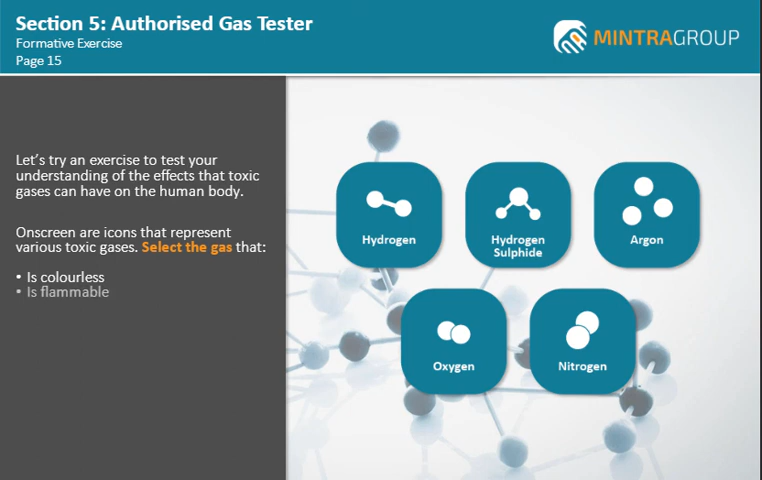 Section 5: Authorised Gas Tester
Formative Exercise
Page 15
MINTRAGROUP
Let's try an exercise to test your
understanding of the effects that toxic
gases can have on the human body.
Onscreen are icons that represent
various toxic gases. Select the gas that:
• Is colourless
• Is flammable
Hydrogen
Hydrogen
Sulphide
Argon
Oxygen
Nitrogen